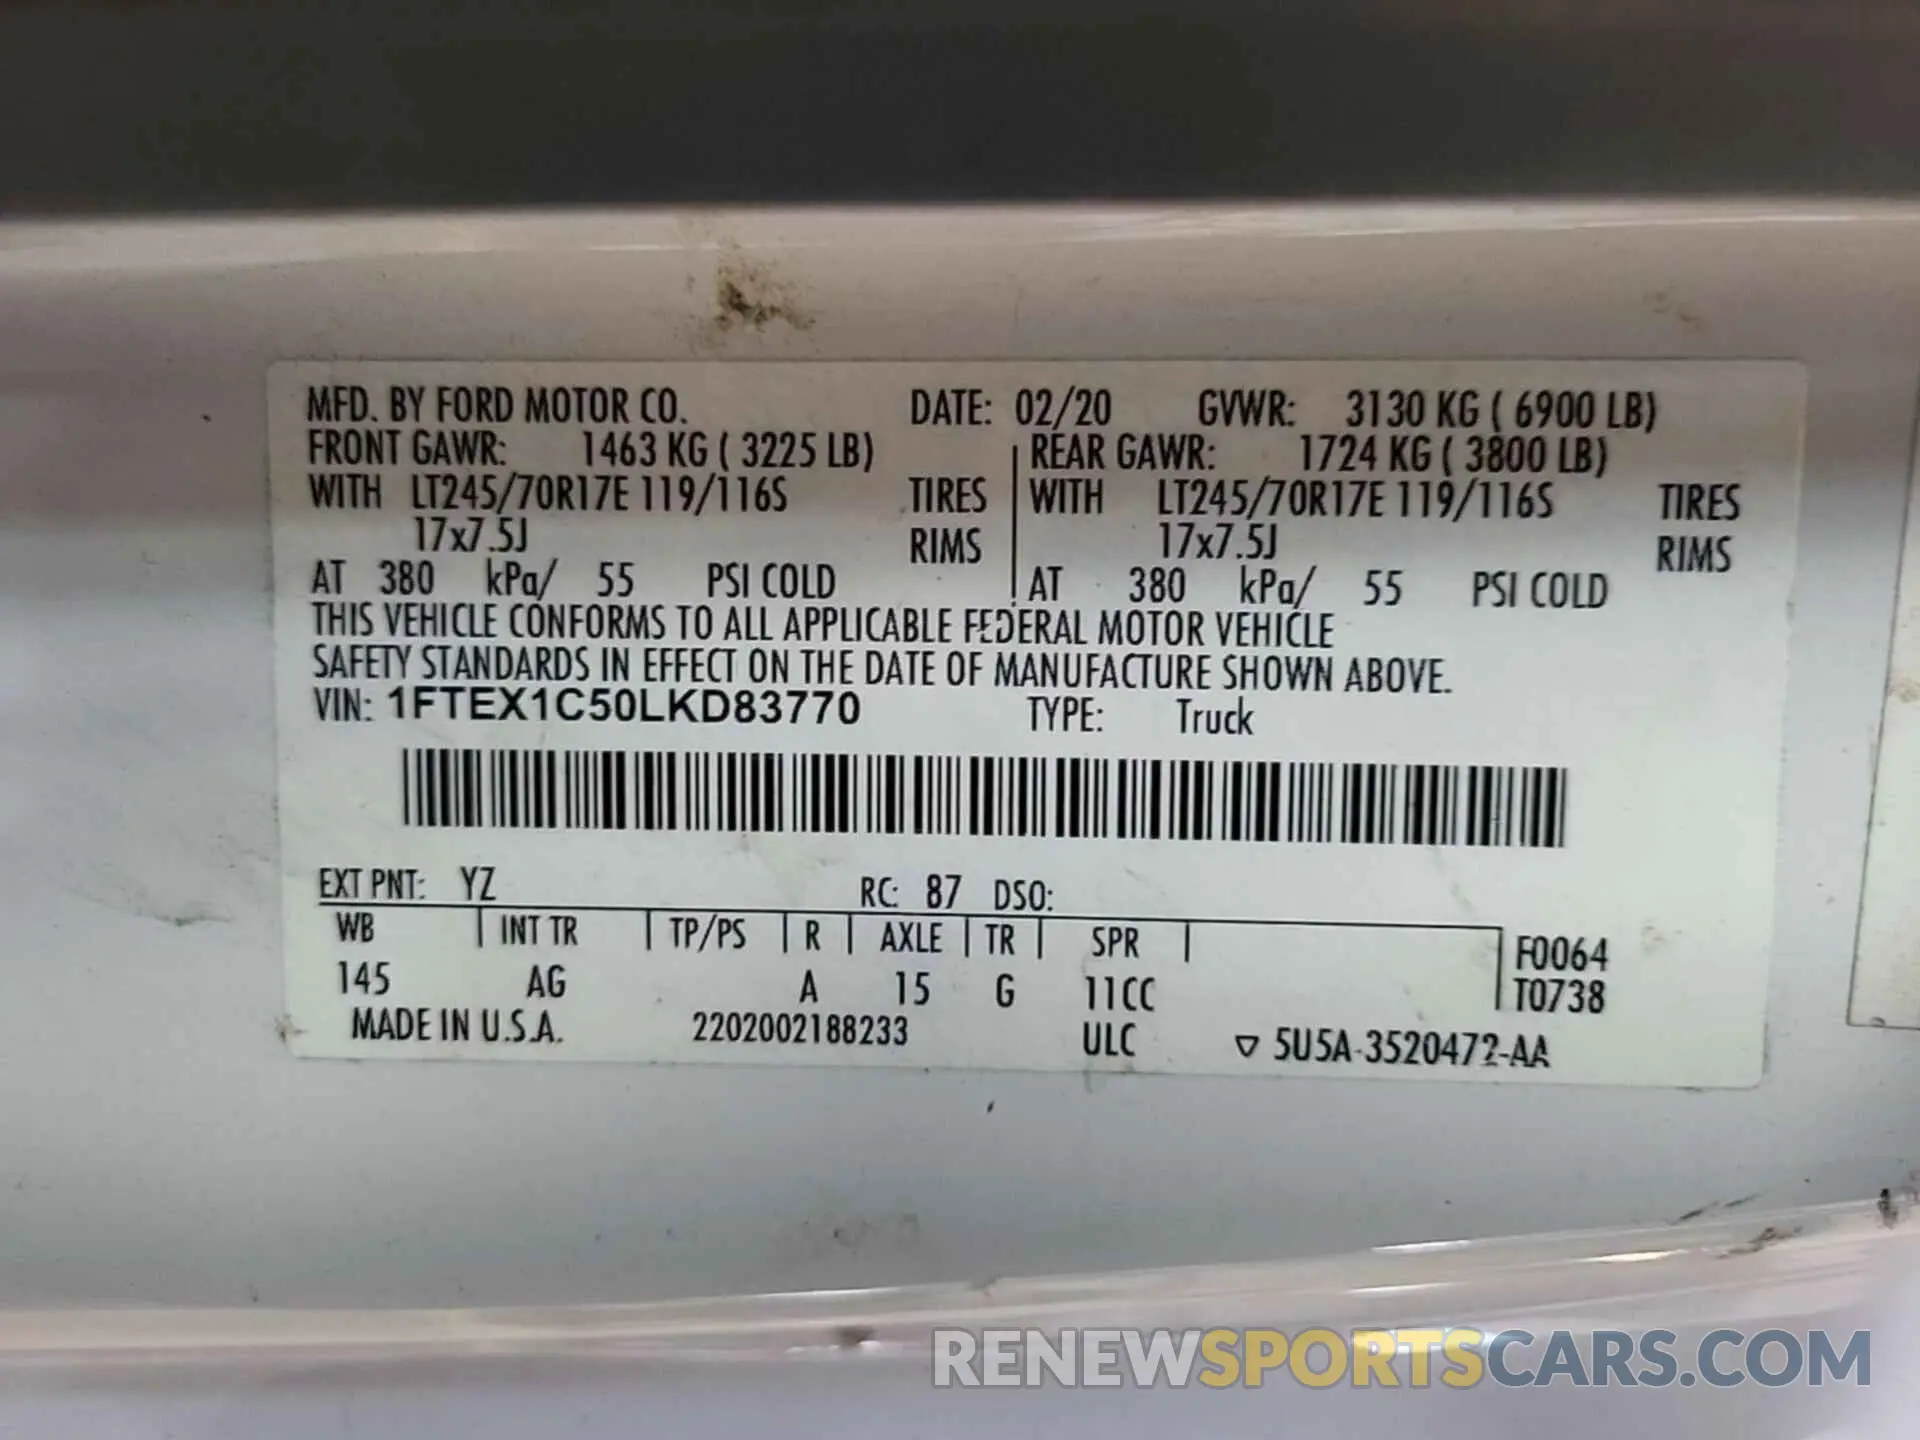 MFD. BY FORD MOTOR CO. DATE: 02/20 GVWR: 3130 KG ( 6900 LB)
FRONT GAWR: 1463 KG ( 3225 LB) REAR GAWR: 1724 KG ( 3800 LB)
WITH LT245/70R17E 119/116S TIRES WITH LT245/70R17E 119/116S TIRES
17x7.5J RIMS 17x7.5J RIMS
AT 380 kPa/ 55 PSI COLD AT 380 kPa/ 55 PSI COLD
THIS VEHICLE CONFORMS TO ALL APPLICABLE FEDERAL MOTOR VEHICLE
SAFETY STANDARDS IN EFFECT ON THE DATE OF MANUFACTURE SHOWN ABOVE.
VIN: 1FTEX1C50LKD83770 TYPE: Truck
EXT PNT: YZ RC: 87 DSO:
WB INT TR TP/PS R AXLE TR SPR F0064
145 AG A 15 G 11CC T0738
MADE IN U.S.A. 2202002188233 ULC ▽ 5U5A-3520472-AA
RENEWSPORTSCARS.COM